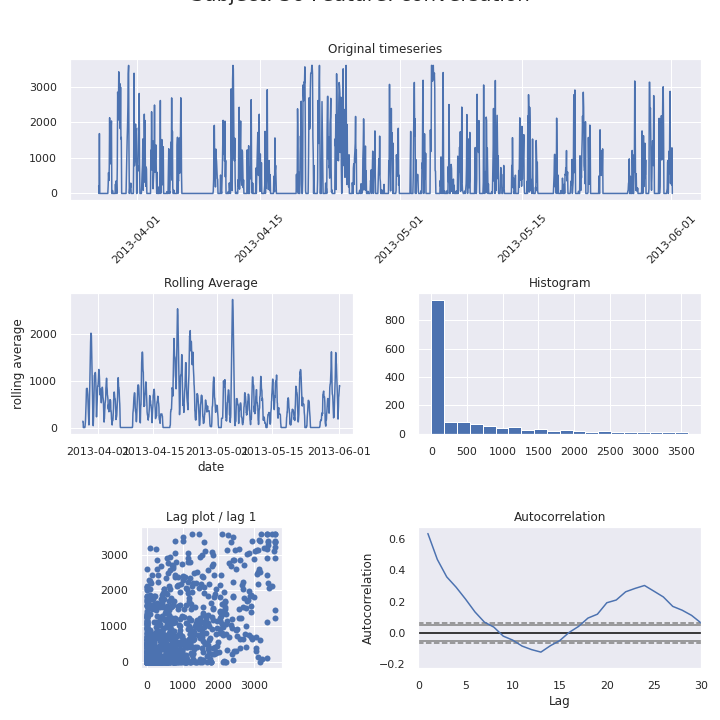 Original timeseries
3000
2000
1000
0
2013-04-01
2013-04-15
2013-05-01
2013-05-15
2013-06-01
Rolling Average
rolling average
2000
1000
0
2013-04-01 2013-04-15 2013-05-01 2013-05-15 2013-06-01
date
Histogram
800
600
400
200
0
0 500 1000 1500 2000 2500 3000 3500
Lag plot / lag 1
3000
2000
1000
0
0 1000 2000 3000
Autocorrelation
Autocorrelation
0.6
0.4
0.2
0.0
−0.2
0 5 10 15 20 25 30
Lag